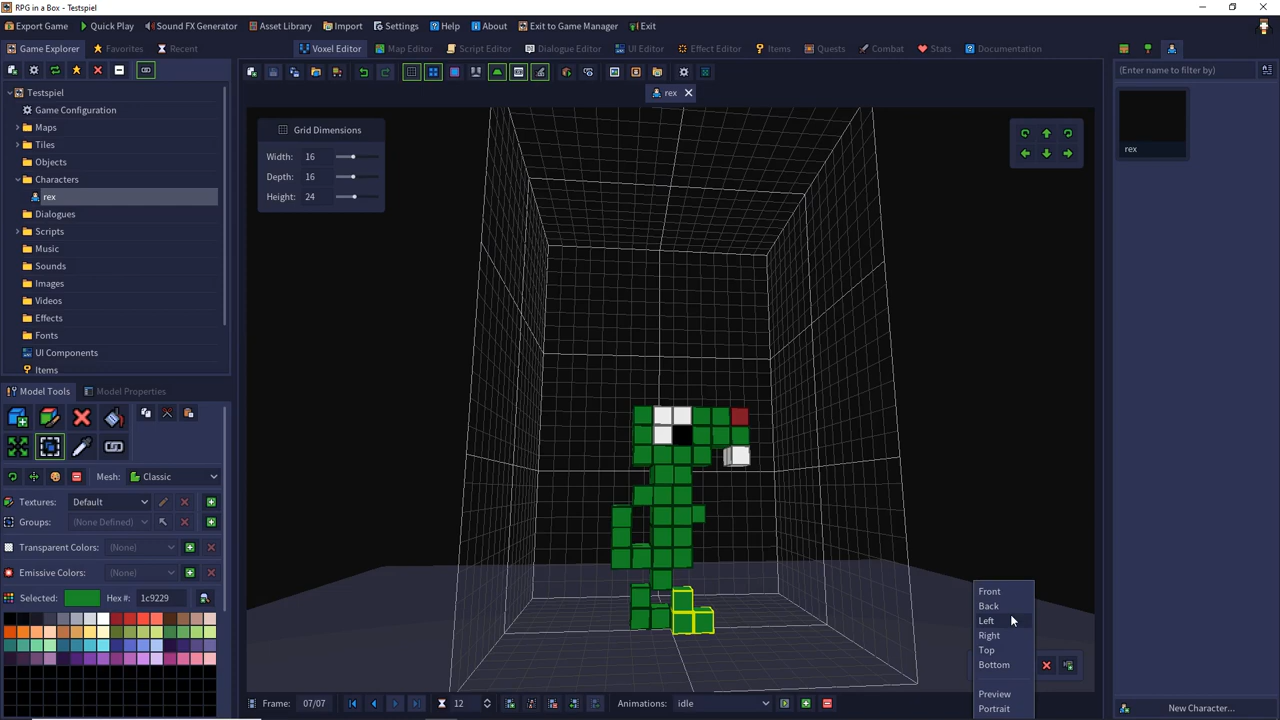 RPG in a Box - Testspiel
Export Game Quick Play Sound FX Generator Asset Library Import Settings Help About Exit to Game Manager Exit
Game Explorer Favorites Recent Voxel Editor Map Editor Script Editor Dialogue Editor UI Editor Effect Editor Items Quests Combat Stats Documentation
(Enter name to filter by)
rex
Testspiel
Game Configuration
Maps
Tiles
Objects
Characters
rex
Dialogues
Scripts
Music
Sounds
Images
Videos
Effects
Fonts
UI Components
Items
Grid Dimensions
Width: 16
Depth: 16
Height: 24
rex
Model Tools Model Properties
Mesh: Classic
Textures: Default
Groups: (None Defined)
Transparent Colors: (None)
Emissive Colors: (None)
Selected: Hex #: 1c9229
Front
Back
Left
Right
Top
Bottom
Preview
Portrait
Frame: 07/07 12 Animations: idle
New Character...